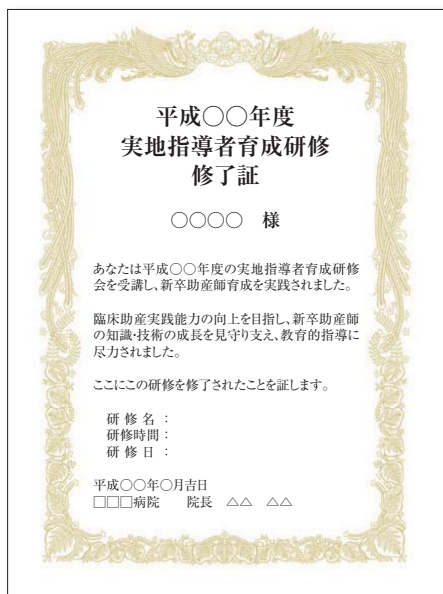 平成○○年度
実地指導者育成研修
修了証
○○○○　様
あなたは平成○○年度の実地指導者育成研修
会を受講し、新卒助産師育成を実践されました。
臨床助産実践能力の向上を目指し、新卒助産師
の知識・技術の成長を見守り支え、教育的指導に
尽力されました。
ここにこの研修を修了されたことを証します。
研 修 名 ：
研修時間：
研 修 日 ：
平成○○年○月吉日
□□□病院　　院長　△△　△△